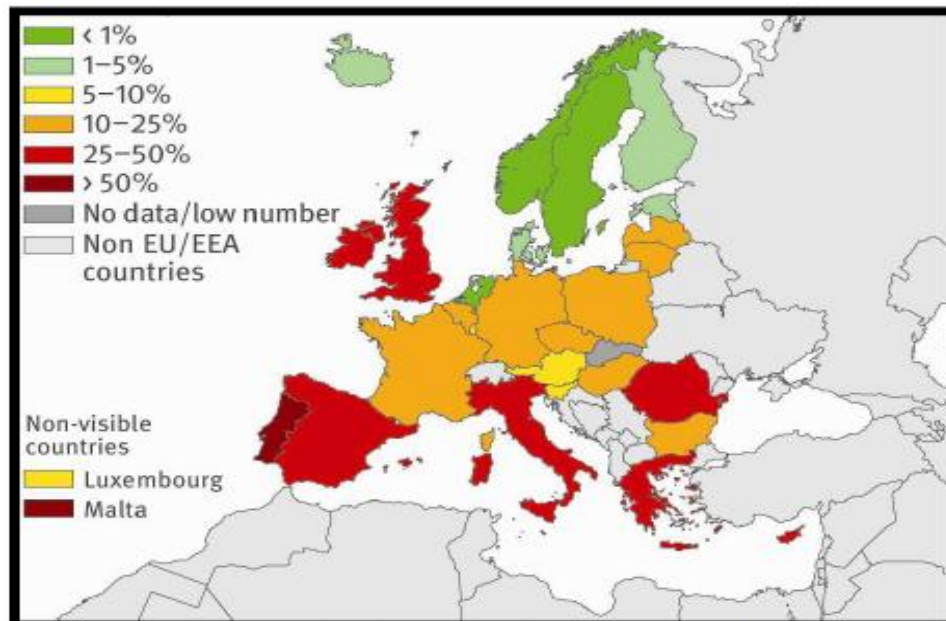 < 1%
1–5%
5–10%
10–25%
25–50%
> 50%
No data/low number
Non EU/EEA
countries
Non-visible
countries
Luxembourg
Malta